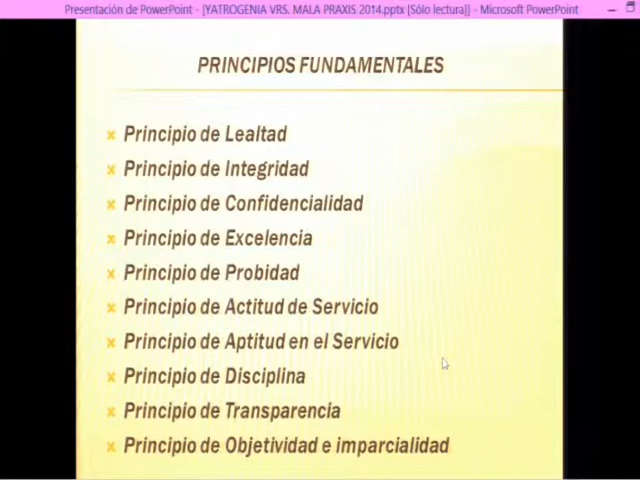 Presentación de PowerPoint - [YATROGENIA VRS. MALA PRAXIS 2014.pptx [Sólo lectura]] - Microsoft PowerPoint
PRINCIPIOS FUNDAMENTALES
Principio de Lealtad
Principio de Integridad
Principio de Confidencialidad
Principio de Excelencia
Principio de Probidad
Principio de Actitud de Servicio
Principio de Aptitud en el Servicio
Principio de Disciplina
Principio de Transparencia
Principio de Objetividad e imparcialidad